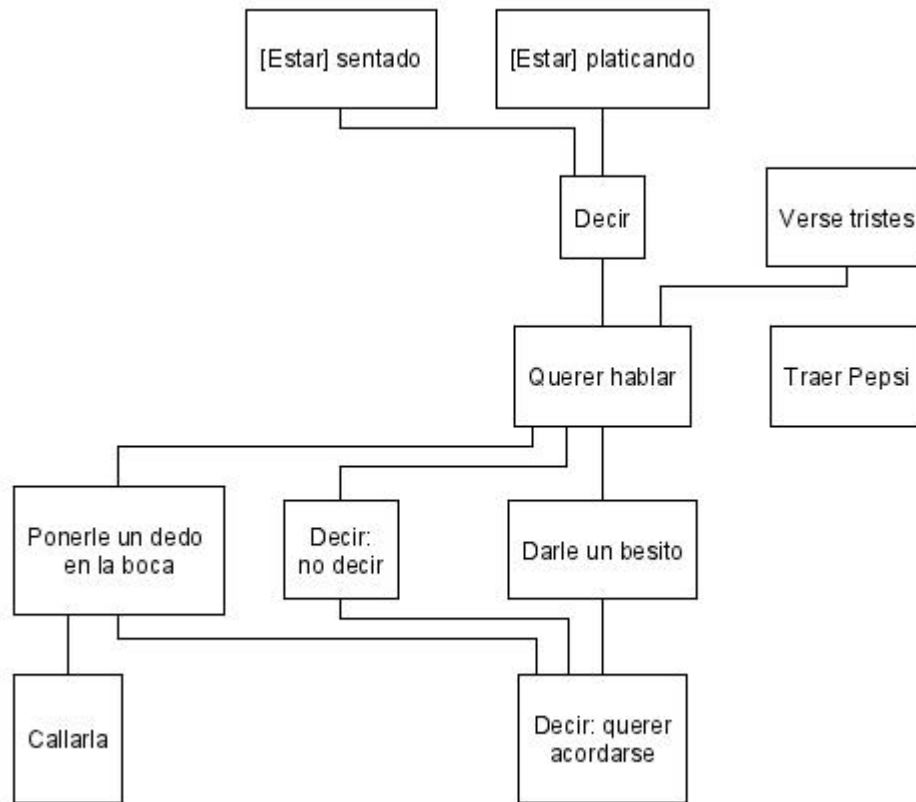 [Estar] sentado
[Estar] platicando
Decir
Verse tristes
Querer hablar
Traer Pepsi
Ponerle un dedo
en la boca
Decir:
no decir
Darle un besito
Callarla
Decir: querer
acordarse